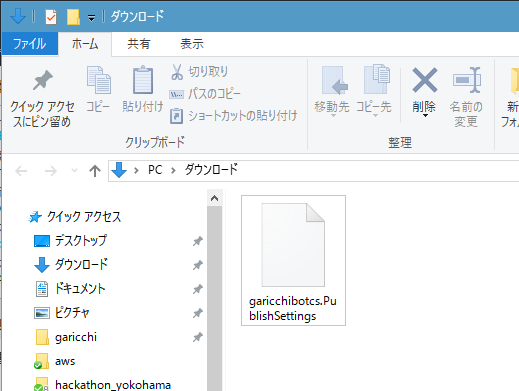 ダウンロード
ファイル
ホーム
共有
表示
クイック アクセ
スにピン留め
コピー
貼り付け
切り取り
パスのコピー
ショートカットの貼り付け
クリップボード
移動先
コピー先
削除
名前の
変更
整理
新し
フォル
PC
ダウンロード
クイック アクセス
デスクトップ
ダウンロード
ドキュメント
ピクチャ
garicchi
aws
hackathon_yokohama
garicchibotcs.Pu
blishSettings